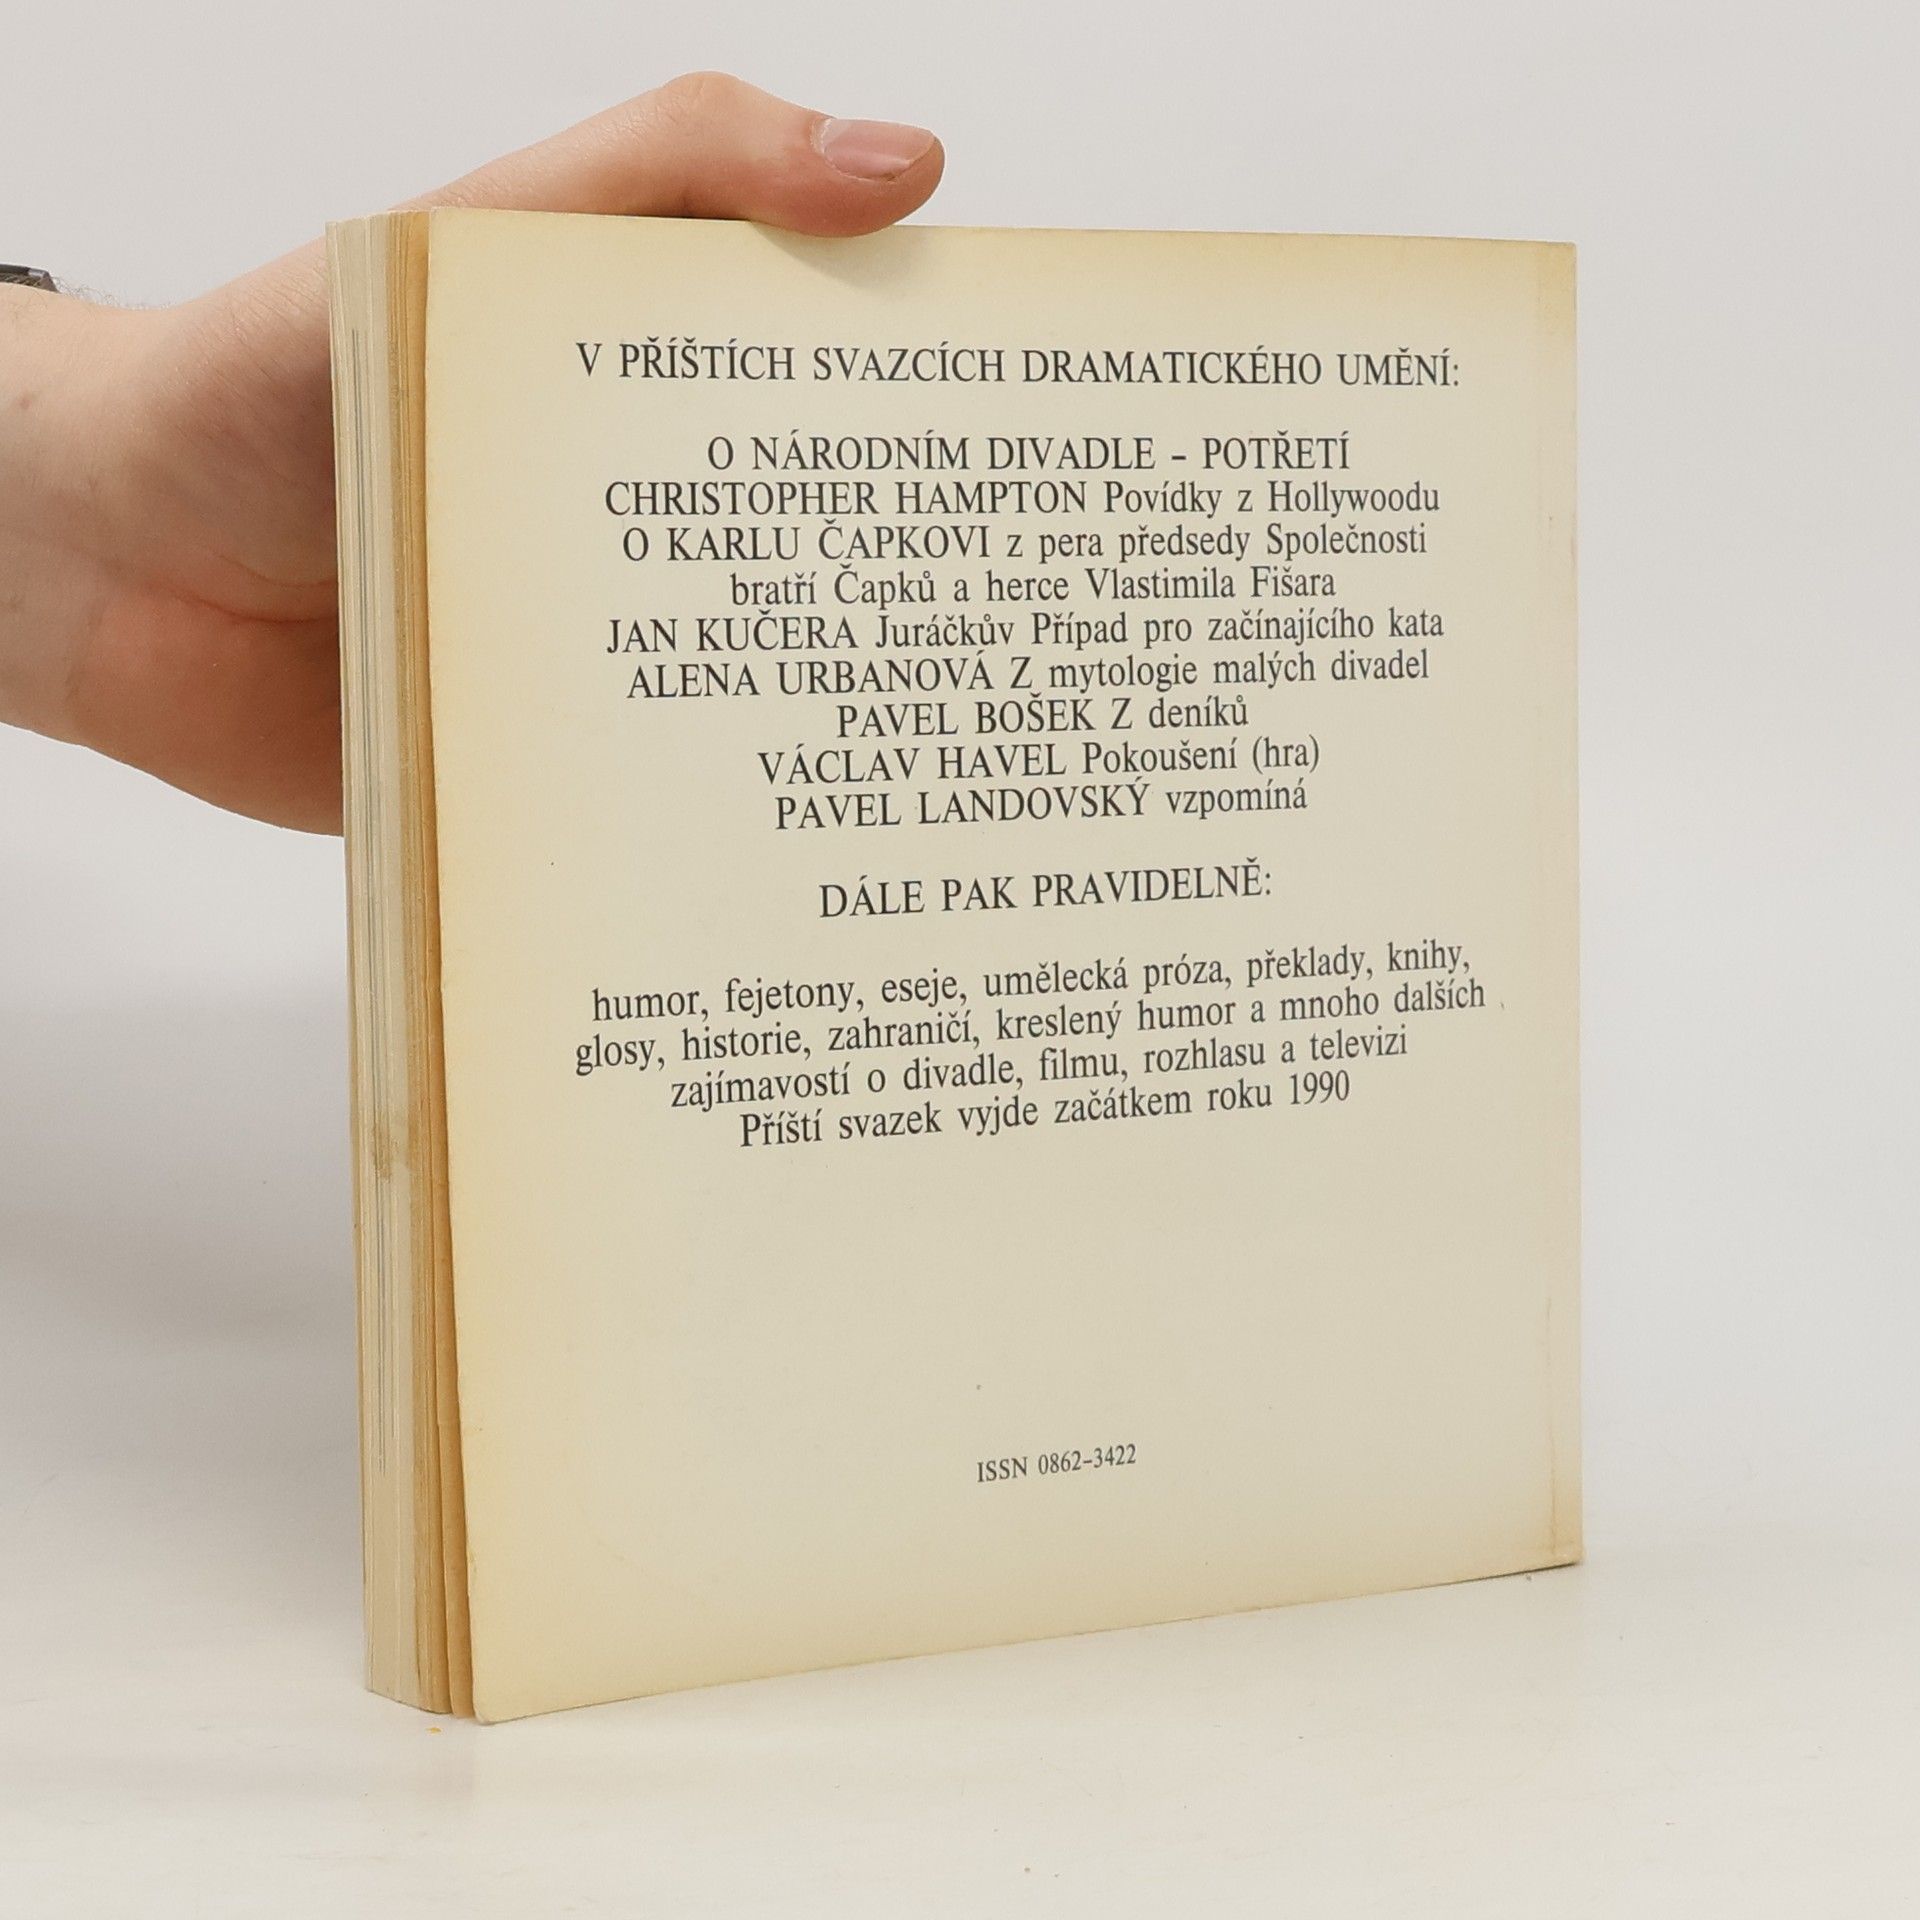 V PŘÍŠTÍCH SVAZCÍCH DRAMATICKÉHO UMĚNÍ:
O NÁRODNÍM DIVADLE – POTŘETÍ
CHRISTOPHER HAMPTON Povídky z Hollywoodu
O KARLU ČAPKOVI z pera předsedy Společnosti
bratří Čapků a herce Vlastimila Fišara
JAN KUČERA Juráčkův Případ pro začínajícího kata
ALENA URBANOVÁ Z mytologie malých divadel
PAVEL BOŠEK Z deníků
VÁCLAV HAVEL Pokoušení (hra)
PAVEL LANDOVSKÝ vzpomíná
DÁLE PAK PRAVIDELNĚ:
humor, fejetony, eseje, umělecká próza, překlady, knihy,
glosy, historie, zahraničí, kreslený humor a mnoho dalších
zajímavostí o divadle, filmu, rozhlasu a televizi
Příští svazek vyjde začátkem roku 1990
ISSN 0862-3422